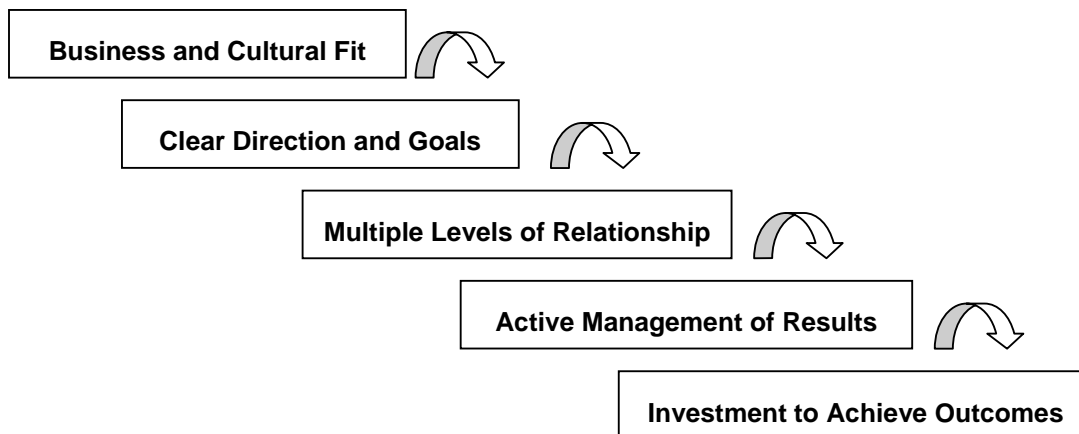 Business and Cultural Fit
Clear Direction and Goals
Multiple Levels of Relationship
Active Management of Results
Investment to Achieve Outcomes